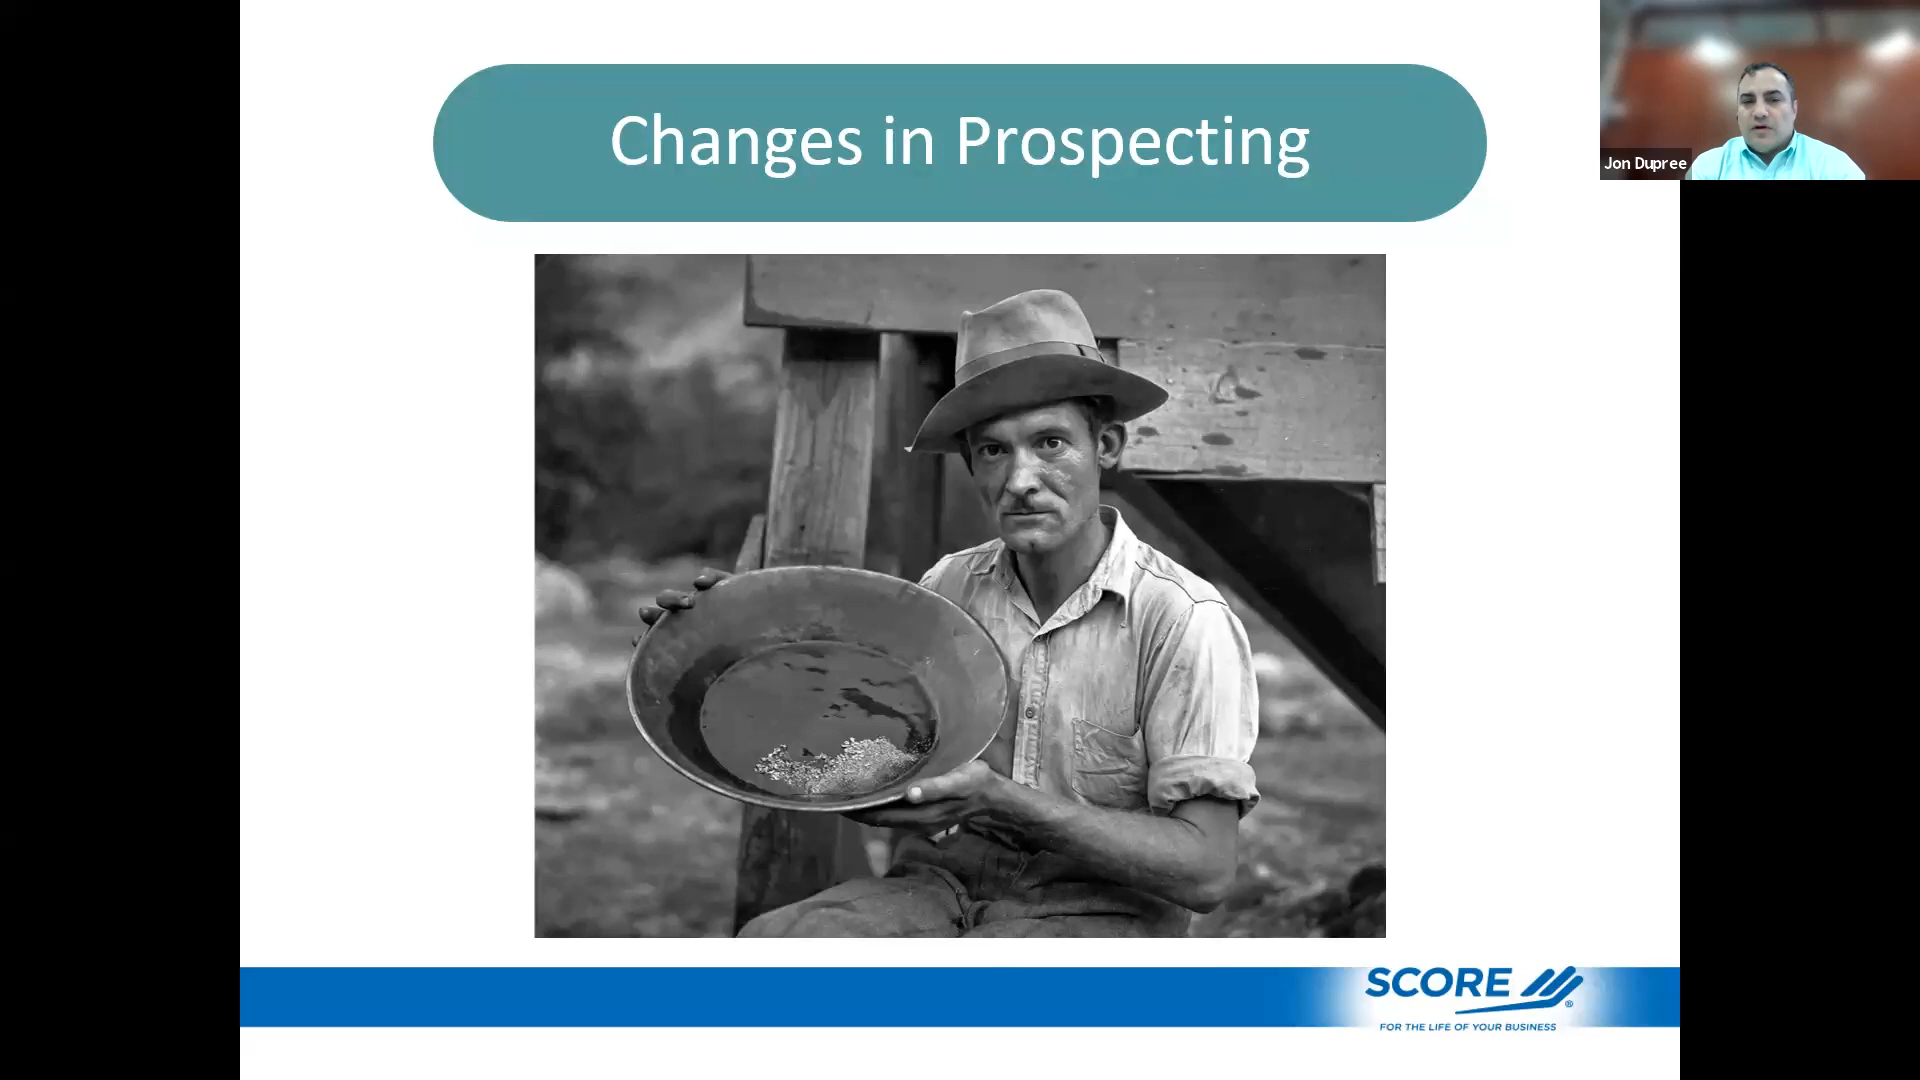 Changes in Prospecting
Jon Dupree
SCORE
®
FOR THE LIFE OF YOUR BUSINESS